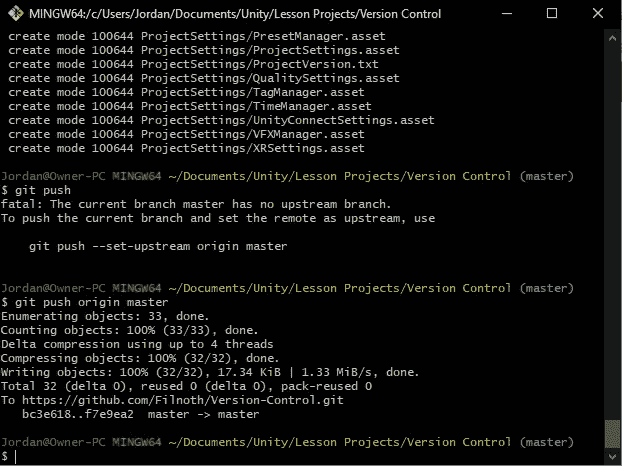 MINGW64:/c/Users/Jordan/Documents/Unity/Lesson Projects/Version Control
create mode 100644 ProjectSettings/PresetManager.asset
create mode 100644 ProjectSettings/ProjectSettings.asset
create mode 100644 ProjectSettings/ProjectVersion.txt
create mode 100644 ProjectSettings/QualitySettings.asset
create mode 100644 ProjectSettings/TagManager.asset
create mode 100644 ProjectSettings/TimeManager.asset
create mode 100644 ProjectSettings/UnityConnectSettings.asset
create mode 100644 ProjectSettings/VFXManager.asset
create mode 100644 ProjectSettings/XRSettings.asset
Jordan@Owner-PC MINGW64 ~/Documents/Unity/Lesson Projects/Version Control (master)
$ git push
fatal: The current branch master has no upstream branch.
To push the current branch and set the remote as upstream, use
git push --set-upstream origin master
Jordan@Owner-PC MINGW64 ~/Documents/Unity/Lesson Projects/Version Control (master)
$ git push origin master
Enumerating objects: 33, done.
Counting objects: 100% (33/33), done.
Delta compression using up to 4 threads
Compressing objects: 100% (32/32), done.
Writing objects: 100% (32/32), 17.34 KiB | 1.33 MiB/s, done.
Total 32 (delta 0), reused 0 (delta 0), pack-reused 0
To https://github.com/Filnoth/Version-Control.git
bc3e618..f7e9ea2 master -> master
Jordan@Owner-PC MINGW64 ~/Documents/Unity/Lesson Projects/Version Control (master)
$